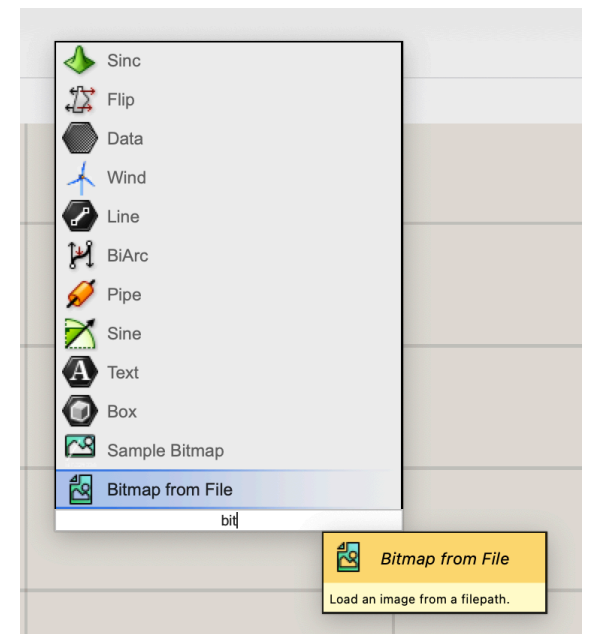 Sinc
Flip
Data
Wind
Line
BiArc
Pipe
Sine
A Text
Box
Sample Bitmap
Bitmap from File
bit
Bitmap from File
Load an image from a filepath.